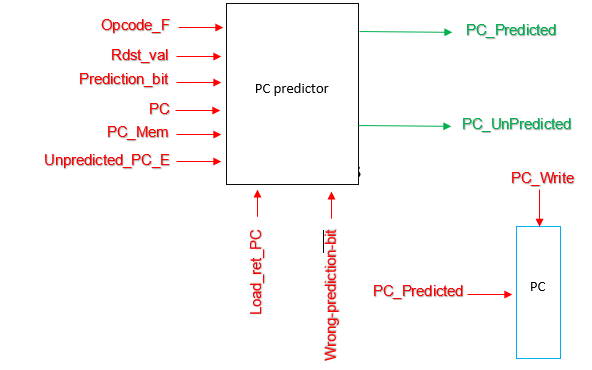 Opcode_F
Rdst_val
Prediction_bit
PC
PC_Mem
Unpredicted_PC_E
PC predictor
PC_Predicted
PC_UnPredicted
Load_ret_PC
Wrong-prediction-bit
PC_Write
PC_Predicted
PC